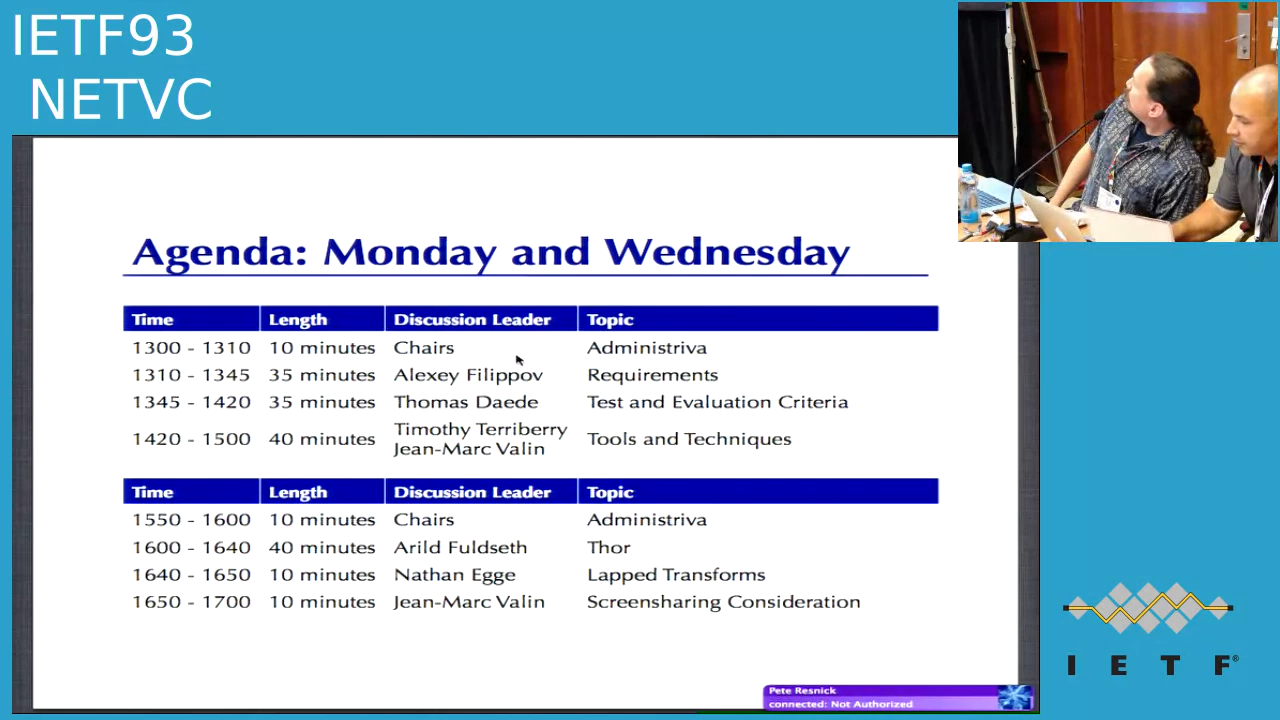 IETF93
NETVC
Agenda: Monday and Wednesday
Time Length Discussion Leader Topic
1300 - 1310 10 minutes Chairs Administriva
1310 - 1345 35 minutes Alexey Filippov Requirements
1345 - 1420 35 minutes Thomas Daede Test and Evaluation Criteria
1420 - 1500 40 minutes Timothy Terriberry Tools and Techniques
Jean-Marc Valin
Time Length Discussion Leader Topic
1550 - 1600 10 minutes Chairs Administriva
1600 - 1640 40 minutes Arild Fuldseth Thor
1640 - 1650 10 minutes Nathan Egge Lapped Transforms
1650 - 1700 10 minutes Jean-Marc Valin Screensharing Consideration
Pete Resnick
connected: Not Authorized
I E T F®